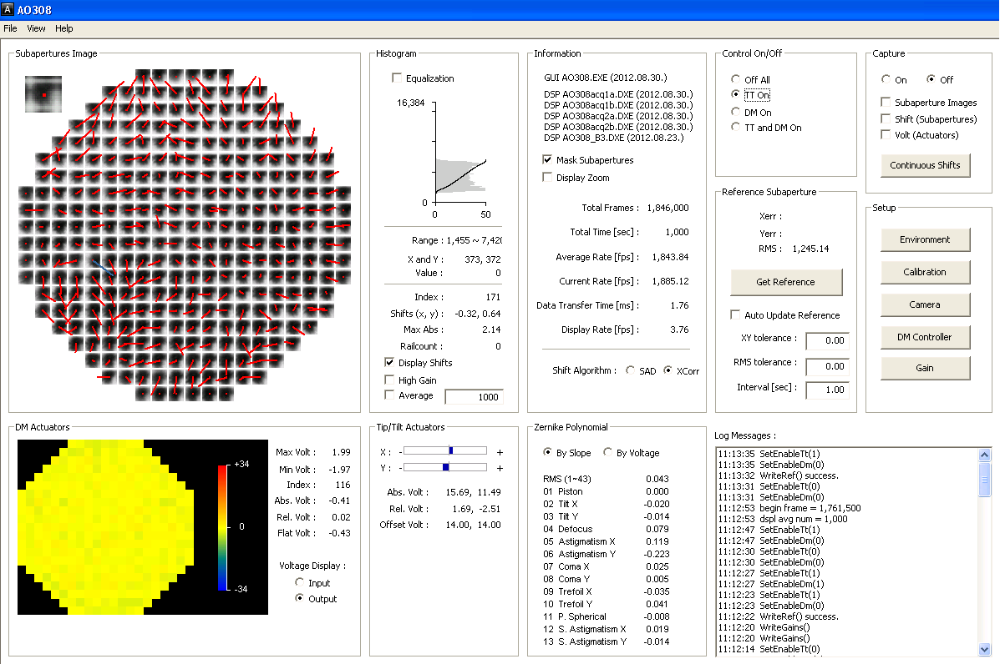 AO308
File View Help
Subapertures Image
Histogram
Equalization
16,384
0
0 50
Range : 1,455 ~ 7,420
X and Y : 373, 372
Value : 0
Index : 171
Shifts (x, y) : -0.32, 0.64
Max Abs : 2.14
Railcount : 0
Display Shifts
High Gain
Average 1000
Information
GUI AO308.EXE (2012.08.30.)
DSP AO308acq1a.DXE (2012.08.30.)
DSP AO308acq1b.DXE (2012.08.30.)
DSP AO308acq2a.DXE (2012.08.30.)
DSP AO308acq2b.DXE (2012.08.30.)
DSP AO308_B3.DXE (2012.08.23.)
Mask Subapertures
Display Zoom
Total Frames : 1,846,000
Total Time [sec] : 1,000
Average Rate [fps] : 1,843.84
Current Rate [fps] : 1,885.12
Data Transfer Time [ms] : 1.76
Display Rate [fps] : 3.76
Shift Algorithm : SAD XCorr
Control On/Off
Off All
TT On
DM On
TT and DM On
Reference Subaperture
Xerr :
Yerr :
RMS : 1,245.14
Get Reference
Auto Update Reference
XY tolerance : 0.00
RMS tolerance : 0.00
Interval [sec] : 1.00
Capture
On Off
Subaperture Images
Shift (Subapertures)
Volt (Actuators)
Continuous Shifts
Setup
Environment
Calibration
Camera
DM Controller
Gain
DM Actuators
+34
0
-34
Max Volt : 1.99
Min Volt : -1.97
Index : 116
Abs. Volt : -0.41
Rel. Volt : 0.02
Flat Volt : -0.43
Voltage Display :
Input
Output
Tip/Tilt Actuators
X : - +
Y : - +
Abs. Volt : 15.69, 11.49
Rel. Volt : 1.69, -2.51
Offset Volt : 14.00, 14.00
Zernike Polynomial
By Slope By Voltage
RMS (1~43) 0.043
01 Piston 0.000
02 Tilt X -0.020
03 Tilt Y -0.014
04 Defocus 0.079
05 Astigmatism X 0.119
06 Astigmatism Y -0.223
07 Coma X 0.025
08 Coma Y 0.005
09 Trefoil X -0.035
10 Trefoil Y 0.041
11 P. Spherical -0.008
12 S. Astigmatism X 0.019
13 S. Astigmatism Y -0.014
Log Messages :
11:13:35 SetEnableTt(1)
11:13:35 SetEnableDm(0)
11:13:32 WriteRef() success.
11:13:31 SetEnableTt(0)
11:13:31 SetEnableDm(0)
11:12:53 begin frame = 1,761,500
11:12:53 dspl avg num = 1,000
11:12:47 SetEnableTt(1)
11:12:47 SetEnableDm(0)
11:12:30 SetEnableTt(0)
11:12:30 SetEnableDm(0)
11:12:27 SetEnableTt(1)
11:12:27 SetEnableDm(1)
11:12:23 SetEnableTt(1)
11:12:23 SetEnableDm(0)
11:12:22 WriteRef() success.
11:12:20 WriteGains()
11:12:20 WriteGains()
11:12:14 SetEnableTt(0)